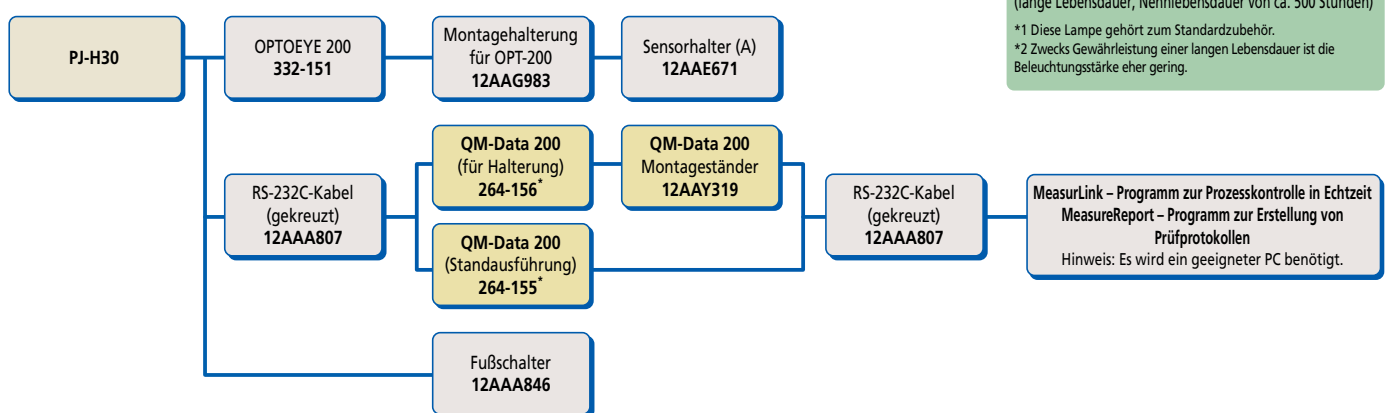 (lange Lebensdauer, Nennlebensdauer von ca. 500 Stunden)
*1 Diese Lampe gehört zum Standardzubehör.
*2 Zwecks Gewährleistung einer langen Lebensdauer ist die
Beleuchtungsstärke eher gering.
PJ-H30
OPTOEYE 200
332-151
Montagehalterung
für OPT-200
12AAG983
Sensorhalter (A)
12AAE671
RS-232C-Kabel
(gekreuzt)
12AAA807
QM-Data 200
(für Halterung)
264-156*
QM-Data 200
Montageständer
12AAY319
QM-Data 200
(Standausführung)
264-155*
RS-232C-Kabel
(gekreuzt)
12AAA807
MeasurLink – Programm zur Prozesskontrolle in Echtzeit
MeasureReport – Programm zur Erstellung von
Prüfprotokollen
Hinweis: Es wird ein geeigneter PC benötigt.
Fußschalter
12AAA846